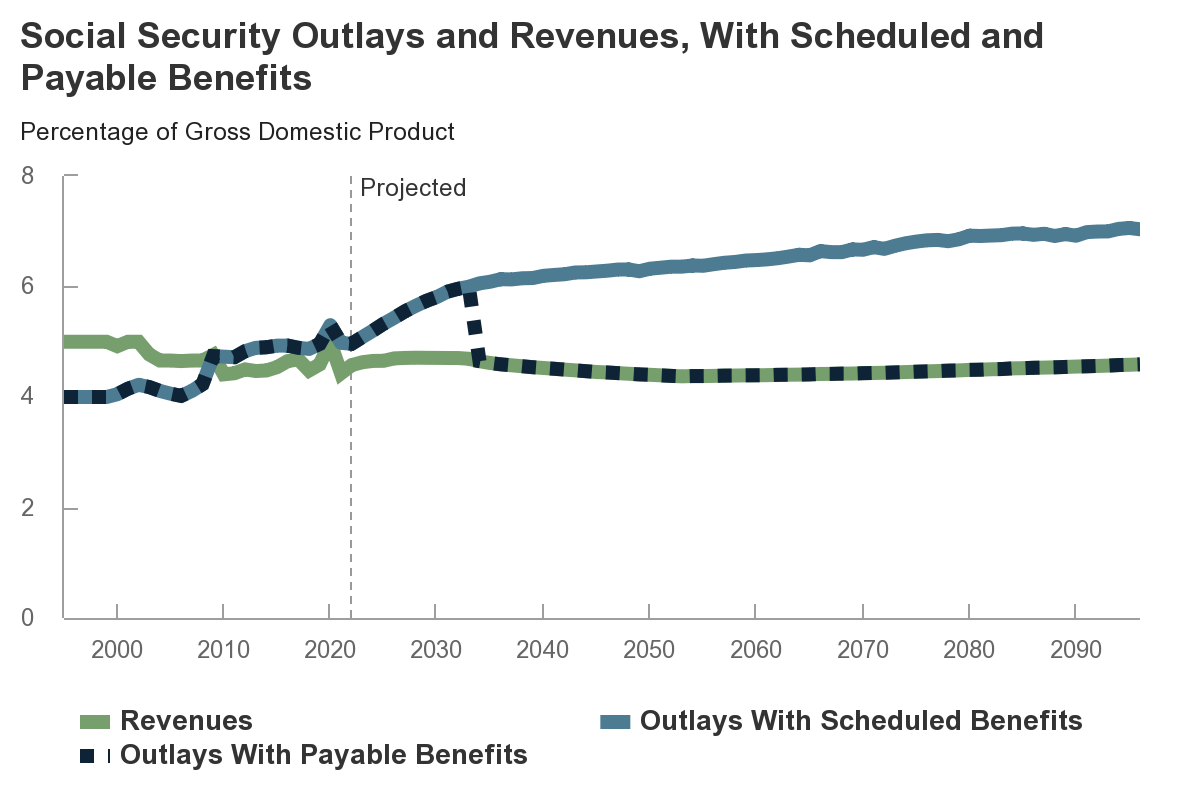 Social Security Outlays and Revenues, With Scheduled and
Payable Benefits
Percentage of Gross Domestic Product
8
Projected
6
4
2
0
2000 2010 2020 2030 2040 2050 2060 2070 2080 2090
Revenues Outlays With Scheduled Benefits
Outlays With Payable Benefits